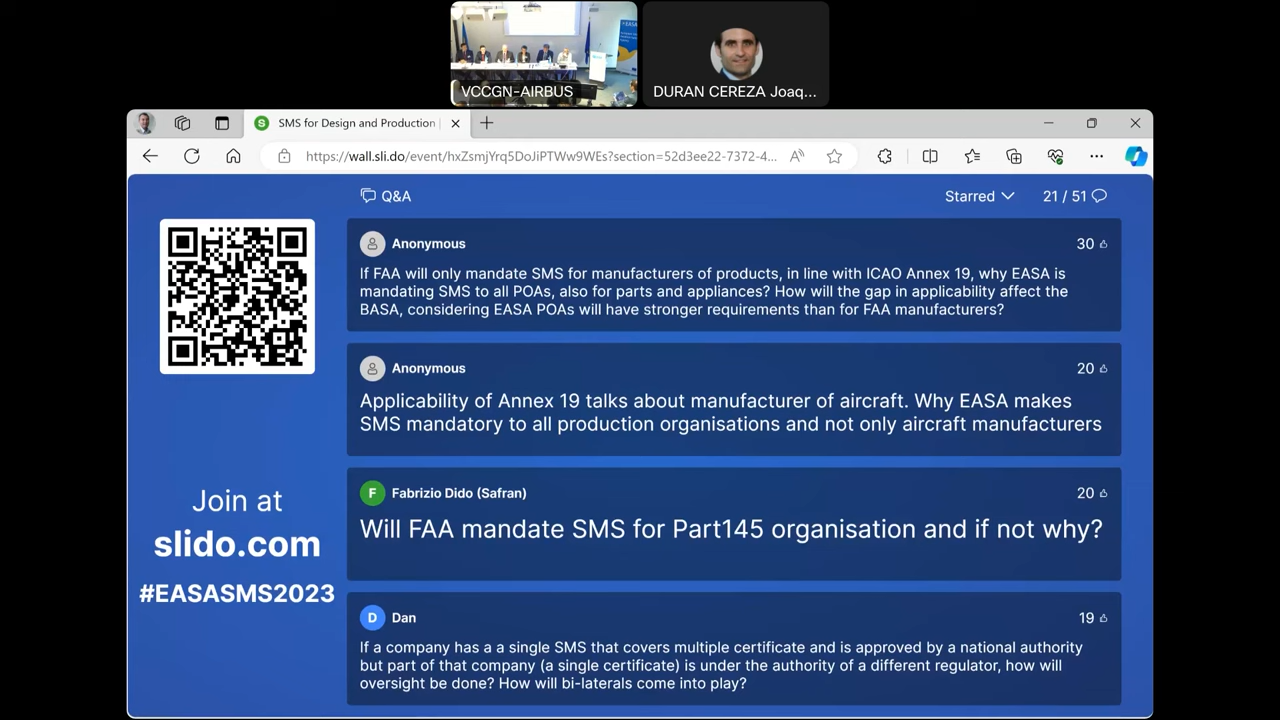 EASA
VCCGN-AIRBUS
DURAN CEREZA Joaq...
SMS for Design and Production
https://wall.sli.do/event/hxZsmjYrq5DoJiPTWw9WEs?section=52d3ee22-7372-4...
Q&A
Starred
21 / 51
Anonymous
30
If FAA will only mandate SMS for manufacturers of products, in line with ICAO Annex 19, why EASA is
mandating SMS to all POAs, also for parts and appliances? How will the gap in applicability affect the
BASA, considering EASA POAs will have stronger requirements than for FAA manufacturers?
Anonymous
20
Applicability of Annex 19 talks about manufacturer of aircraft. Why EASA makes
SMS mandatory to all production organisations and not only aircraft manufacturers
F
Fabrizio Dido (Safran)
20
Will FAA mandate SMS for Part145 organisation and if not why?
D
Dan
19
If a company has a a single SMS that covers multiple certificate and is approved by a national authority
but part of that company (a single certificate) is under the authority of a different regulator, how will
oversight be done? How will bi-laterals come into play?
Join at
slido.com
#EASASMS2023